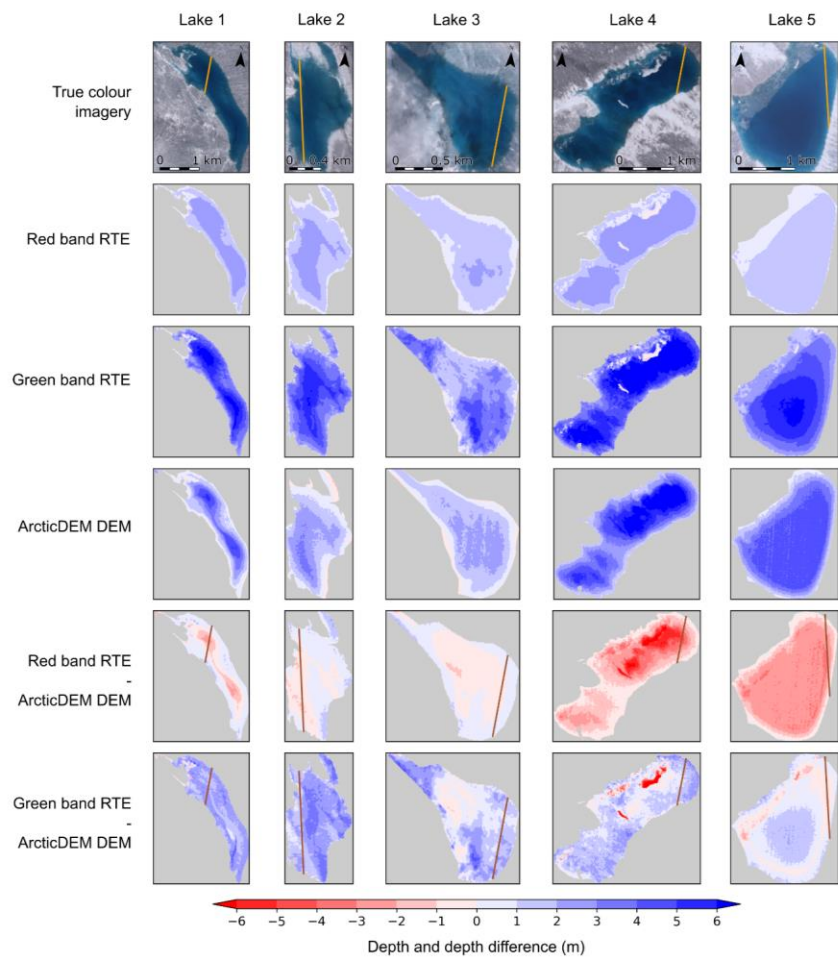 Lake 1 Lake 2 Lake 3 Lake 4 Lake 5
True colour
imagery
N N N N N
0 1 km 0 0.4 km 0 0.5 km 0 1 km 0 1 km
Red band RTE
Green band RTE
ArcticDEM DEM
Red band RTE
-
ArcticDEM DEM
Green band RTE
-
ArcticDEM DEM
−6 −5 −4 −3 −2 −1 0 1 2 3 4 5 6
Depth and depth difference (m)